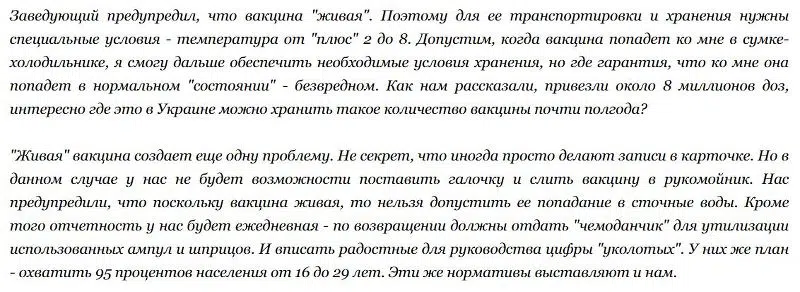 Заведующий предупредил, что вакцина "живая". Поэтому для ее транспортировки и хранения нужны
специальные условия - температура от "плюс" 2 до 8. Допустим, когда вакцина попадет ко мне в сумке-
холодильнике, я смогу дальше обеспечить необходимые условия хранения, но где гарантия, что ко мне она
попадет в нормальном "состоянии" - безвредном. Как нам рассказали, привезли около 8 миллионов доз,
интересно где это в Украине можно хранить такое количество вакцины почти полгода?
"Живая" вакцина создает еще одну проблему. Не секрет, что иногда просто делают записи в карточке. Но в
данном случае у нас не будет возможности поставить галочку и слить вакцину в рукомойник. Нас
предупредили, что поскольку вакцина живая, то нельзя допустить ее попадание в сточные воды. Кроме
того отчетность у нас будет ежедневная - по возвращении должны отдать "чемоданчик" для утилизации
использованных ампул и шприцов. И вписать радостные для руководства цифры "уколотых". У них же план
- охватить 95 процентов населения от 16 до 29 лет. Эти же нормативы выставляют и нам.